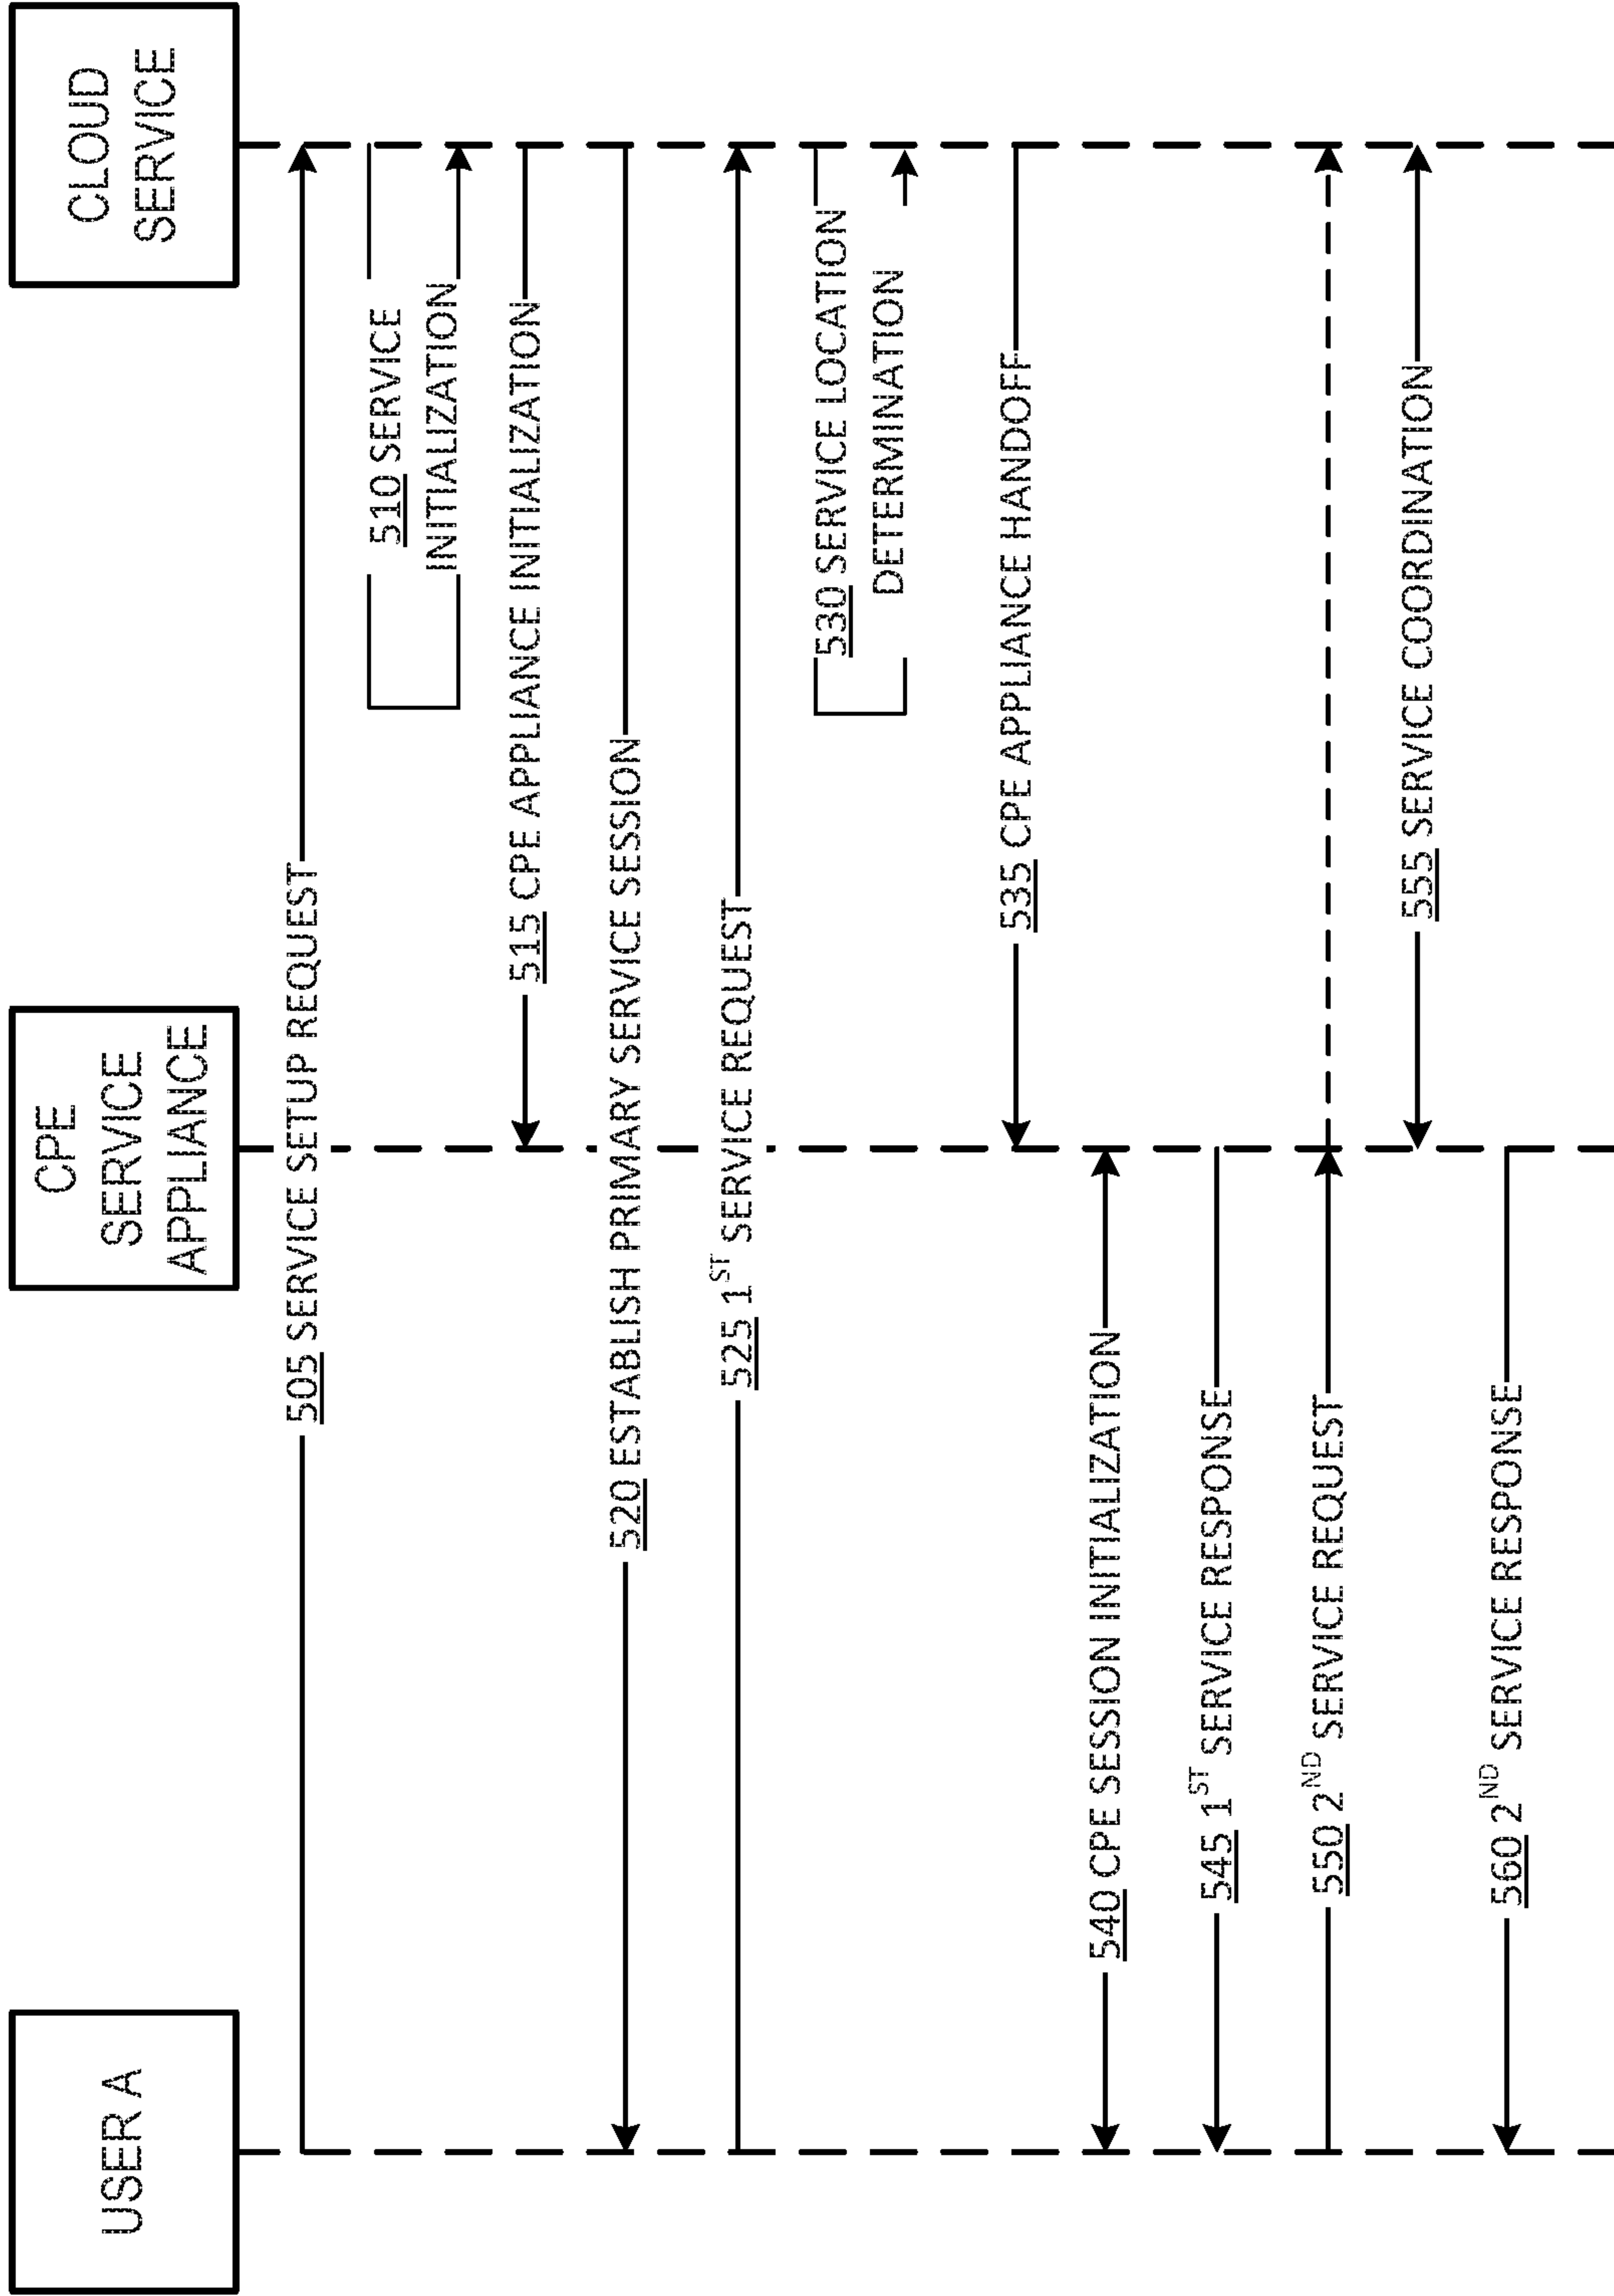 USER A
CPE
SERVICE
APPLIANCE
CLOUD
SERVICE
505 SERVICE SETUP REQUEST
510 SERVICE
INITIALIZATION
515 CPE APPLIANCE INITIALIZATION
520 ESTABLISH PRIMARY SERVICE SESSION
525 1ST SERVICE REQUEST
530 SERVICE LOCATION
DETERMINATION
535 CPE APPLIANCE HANDOFF
540 CPE SESSION INITIALIZATION
545 1ST SERVICE RESPONSE
550 2ND SERVICE REQUEST
555 SERVICE COORDINATION
560 2ND SERVICE RESPONSE